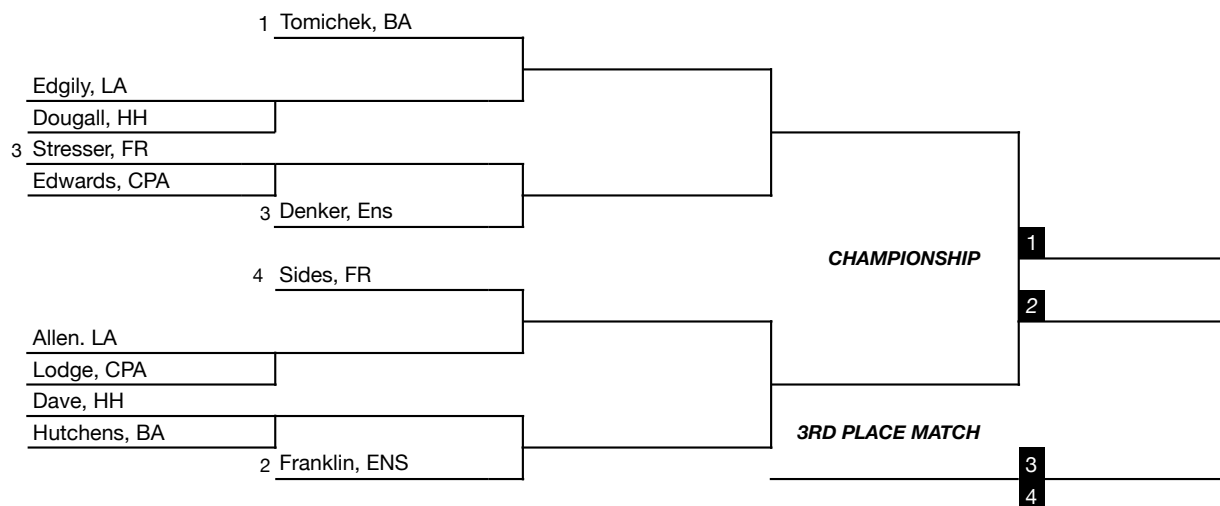 1 Tomichek, BA
Edgily, LA
Dougall, HH
3 Stresser, FR
Edwards, CPA
3 Denker, Ens
1
CHAMPIONSHIP
4 Sides, FR
2
Allen. LA
Lodge, CPA
Dave, HH
Hutchens, BA
3RD PLACE MATCH
2 Franklin, ENS
3
4